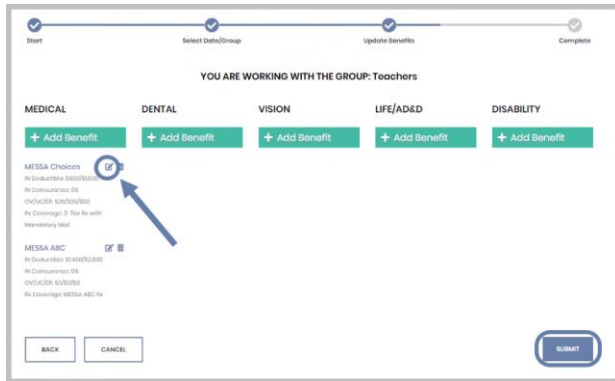 Start Select Date/Group Update Benefits Complete
YOU ARE WORKING WITH THE GROUP: Teachers
MEDICAL DENTAL VISION LIFE/AD&D DISABILITY
+ Add Benefit + Add Benefit + Add Benefit + Add Benefit + Add Benefit
MESSA Choices
IN Deductible: $500/$1,000
IN Coinsurance: 0%
OV/UC/ER: $20/$25/$50
Rx Coverage: 3-Tier Rx with
Mandatory Mail
MESSA ABC
IN Deductible: $1,400/$2,800
IN Coinsurance: 0%
OV/UC/ER: $0/$0/$0
Rx Coverage: MESSA ABC Rx
BACK CANCEL SUBMIT